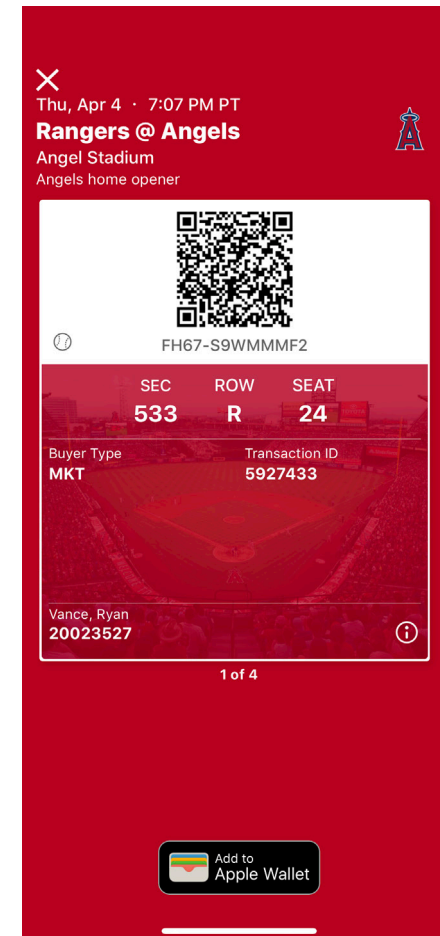 Thu, Apr 4 · 7:07 PM PT
Rangers @ Angels
Angel Stadium
Angels home opener
FH67-S9WMMMF2
SEC ROW SEAT
533 R 24
Buyer Type Transaction ID
MKT 5927433
Vance, Ryan
20023527
1 of 4
Add to
Apple Wallet